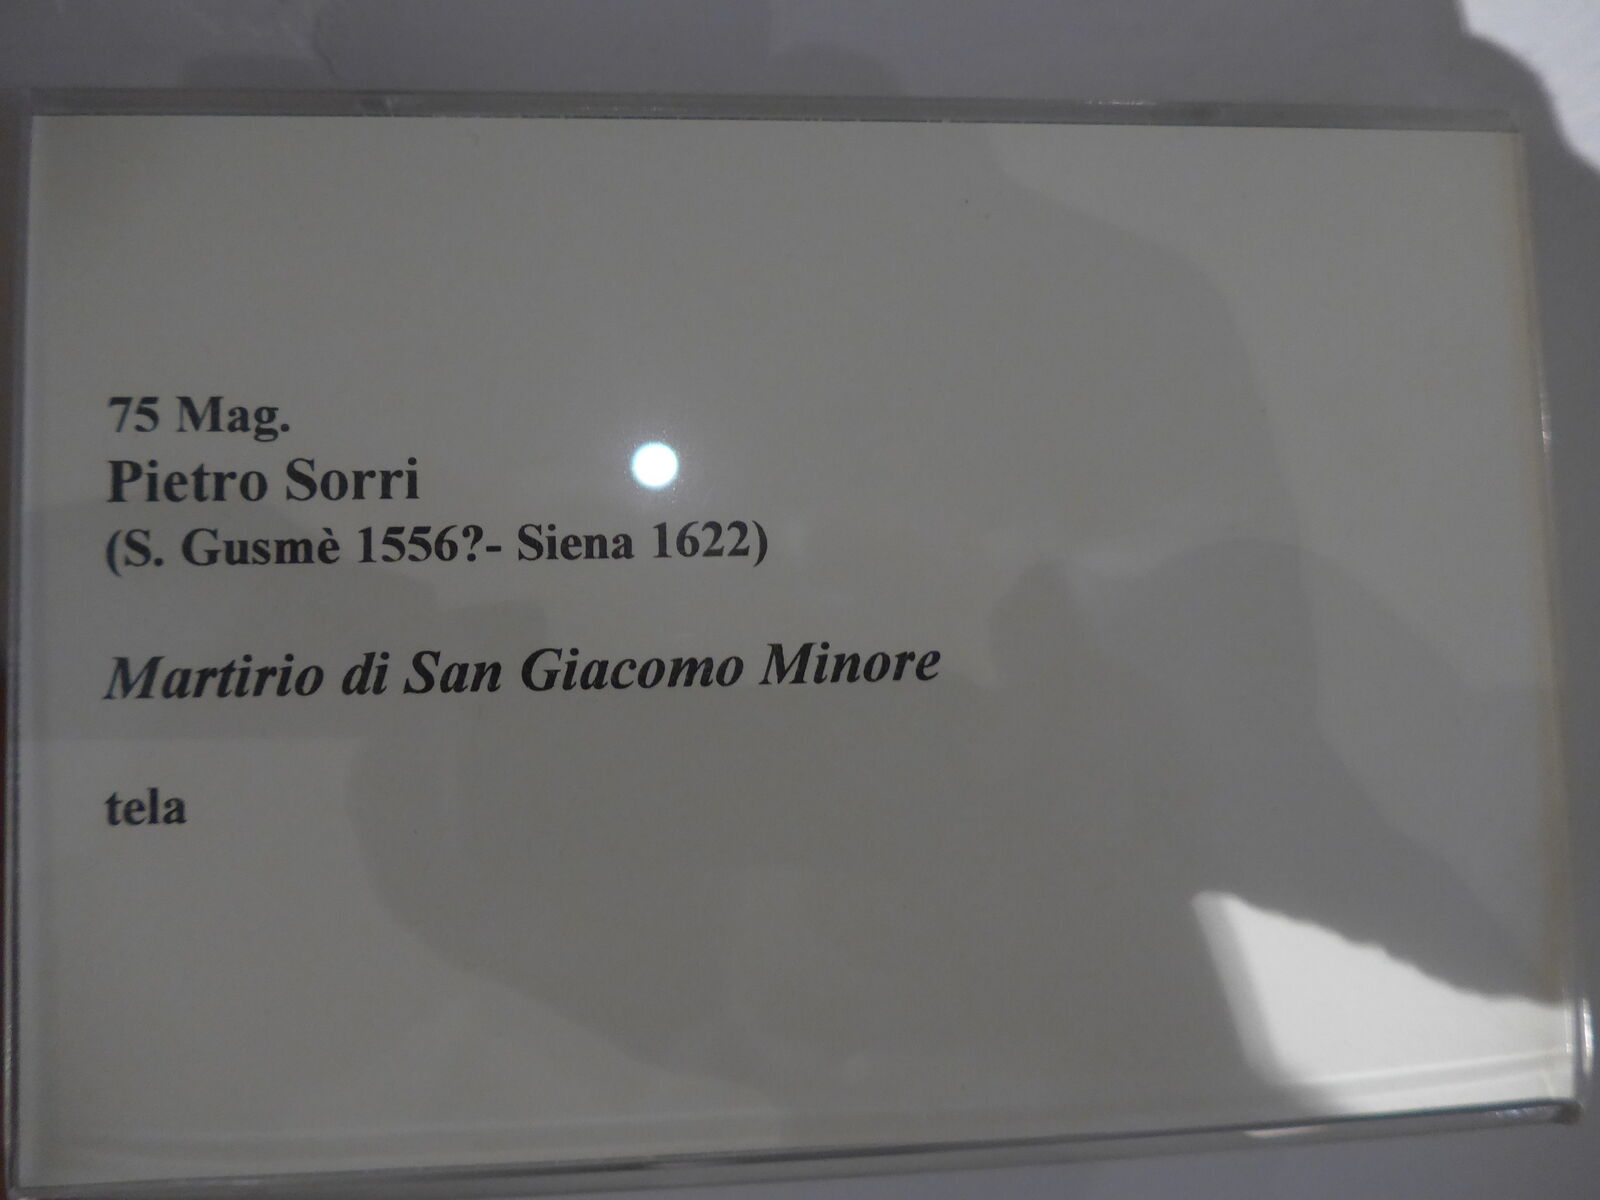 75 Mag.
Pietro Sorri
(S. Gusmè 1556?- Siena 1622)
Martirio di San Giacomo Minore
tela